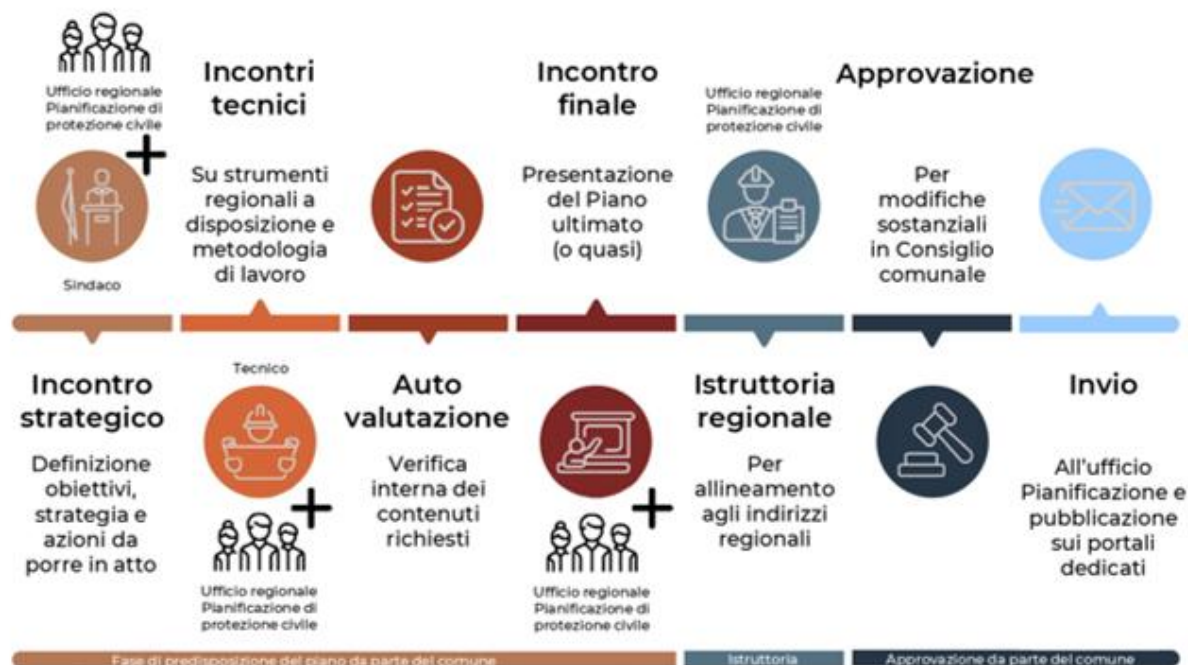 Ufficio regionale
Pianificazione di
protezione civile
Sindaco
Incontro
strategico
Definizione
obiettivi,
strategia e
azioni da
porre in atto
Incontri
tecnici
Su strumenti
regionali a
disposizione e
metodologia
di lavoro
Tecnico
Ufficio regionale
Pianificazione di
protezione civile
Auto
valutazione
Verifica
interna dei
contenuti
richiesti
Incontro
finale
Presentazione
del Piano
ultimato
(o quasi)
Ufficio regionale
Pianificazione di
protezione civile
Ufficio regionale
Pianificazione di
protezione civile
Istruttoria
regionale
Per
allineamento
agli indirizzi
regionali
Approvazione
Per
modifiche
sostanziali
in Consiglio
comunale
Invio
All'ufficio
Pianificazione e
pubblicazione
sui portali
dedicati
Fase di predisposizione del piano da parte del comune
Istruttoria
Approvazione da parte del comune